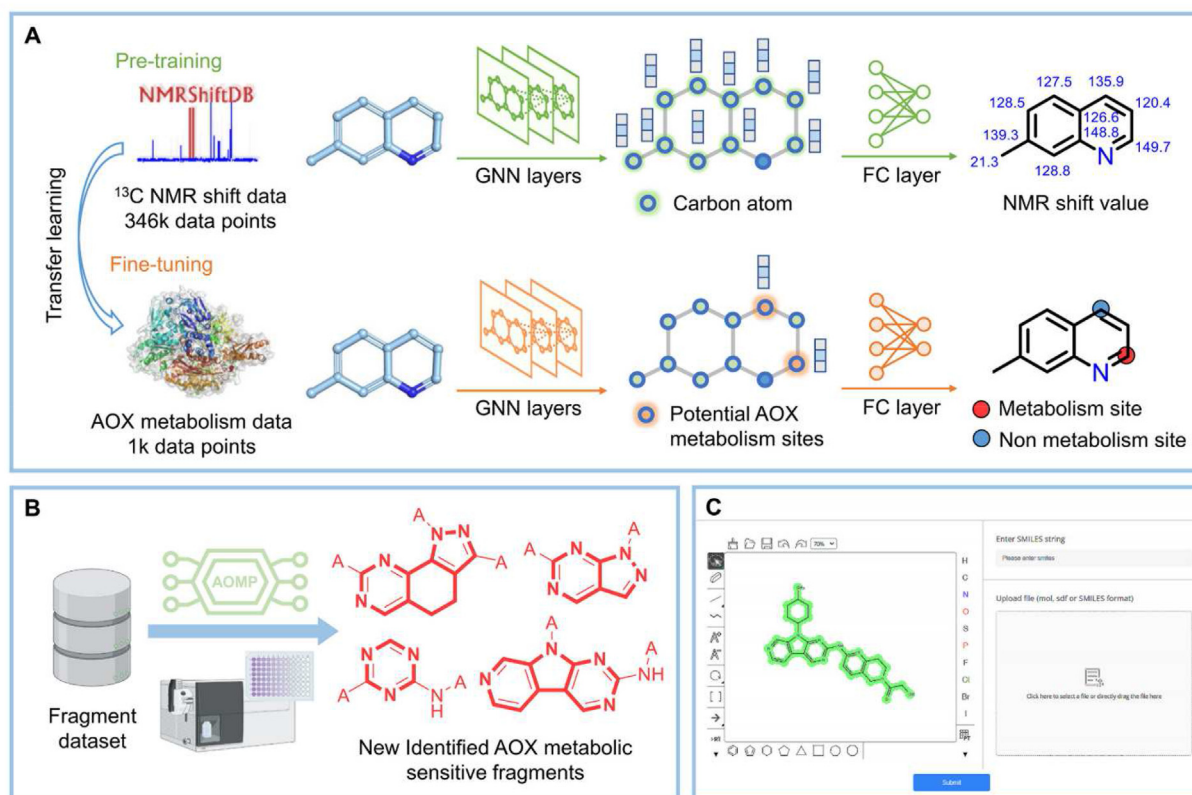 A
Pre-training
NMRShiftDB
¹³C NMR shift data
346k data points
Transfer learning
GNN layers
Carbon atom
FC layer
127.5
135.9
128.5
126.6
120.4
139.3
148.8
149.7
21.3
128.8
N
NMR shift value
Fine-tuning
AOX metabolism data
1k data points
GNN layers
Potential AOX
metabolism sites
FC layer
N
Metabolism site
Non metabolism site
B
AOMP
Fragment
dataset
A
N
N
A
N
A
N
A
A
N
N
N
N
N
N
A
N
N
H
A
A
N
N
N
N
NH
A
New Identified AOX metabolic
sensitive fragments
C
70%
H
C
N
O
S
P
F
Cl
Br
I
PT
Enter SMILES string
Please enter smiles
Upload file (mol, sdf or SMILES format)
Click here to select a file or directly drag the file here
Submit